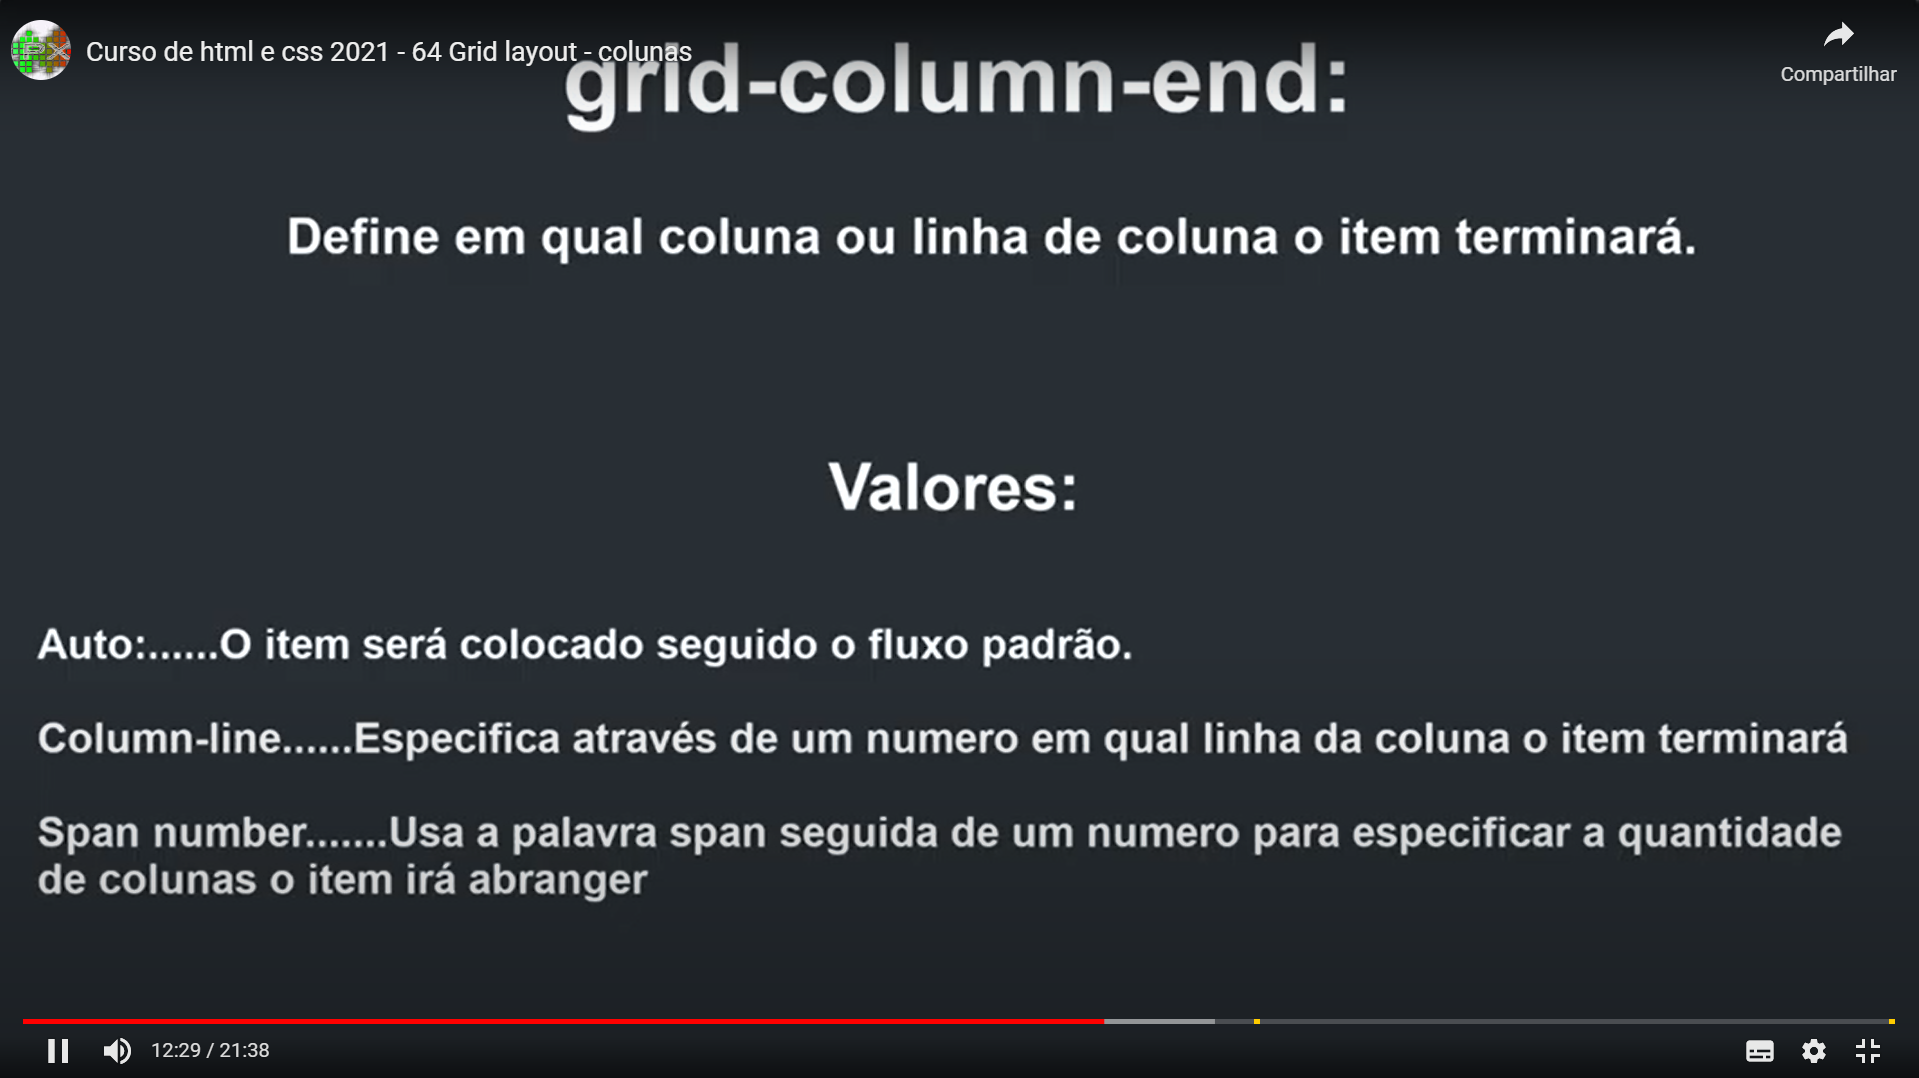 Curso de html e css 2021 - 64 Grid layout - colunas
Compartilhar
grid-column-end:
Define em qual coluna ou linha de coluna o item terminará.
Valores:
Auto:......O item será colocado seguido o fluxo padrão.
Column-line......Especifica através de um numero em qual linha da coluna o item terminará
Span number.......Usa a palavra span seguida de um numero para especificar a quantidade
de colunas o item irá abranger
12:29 / 21:38